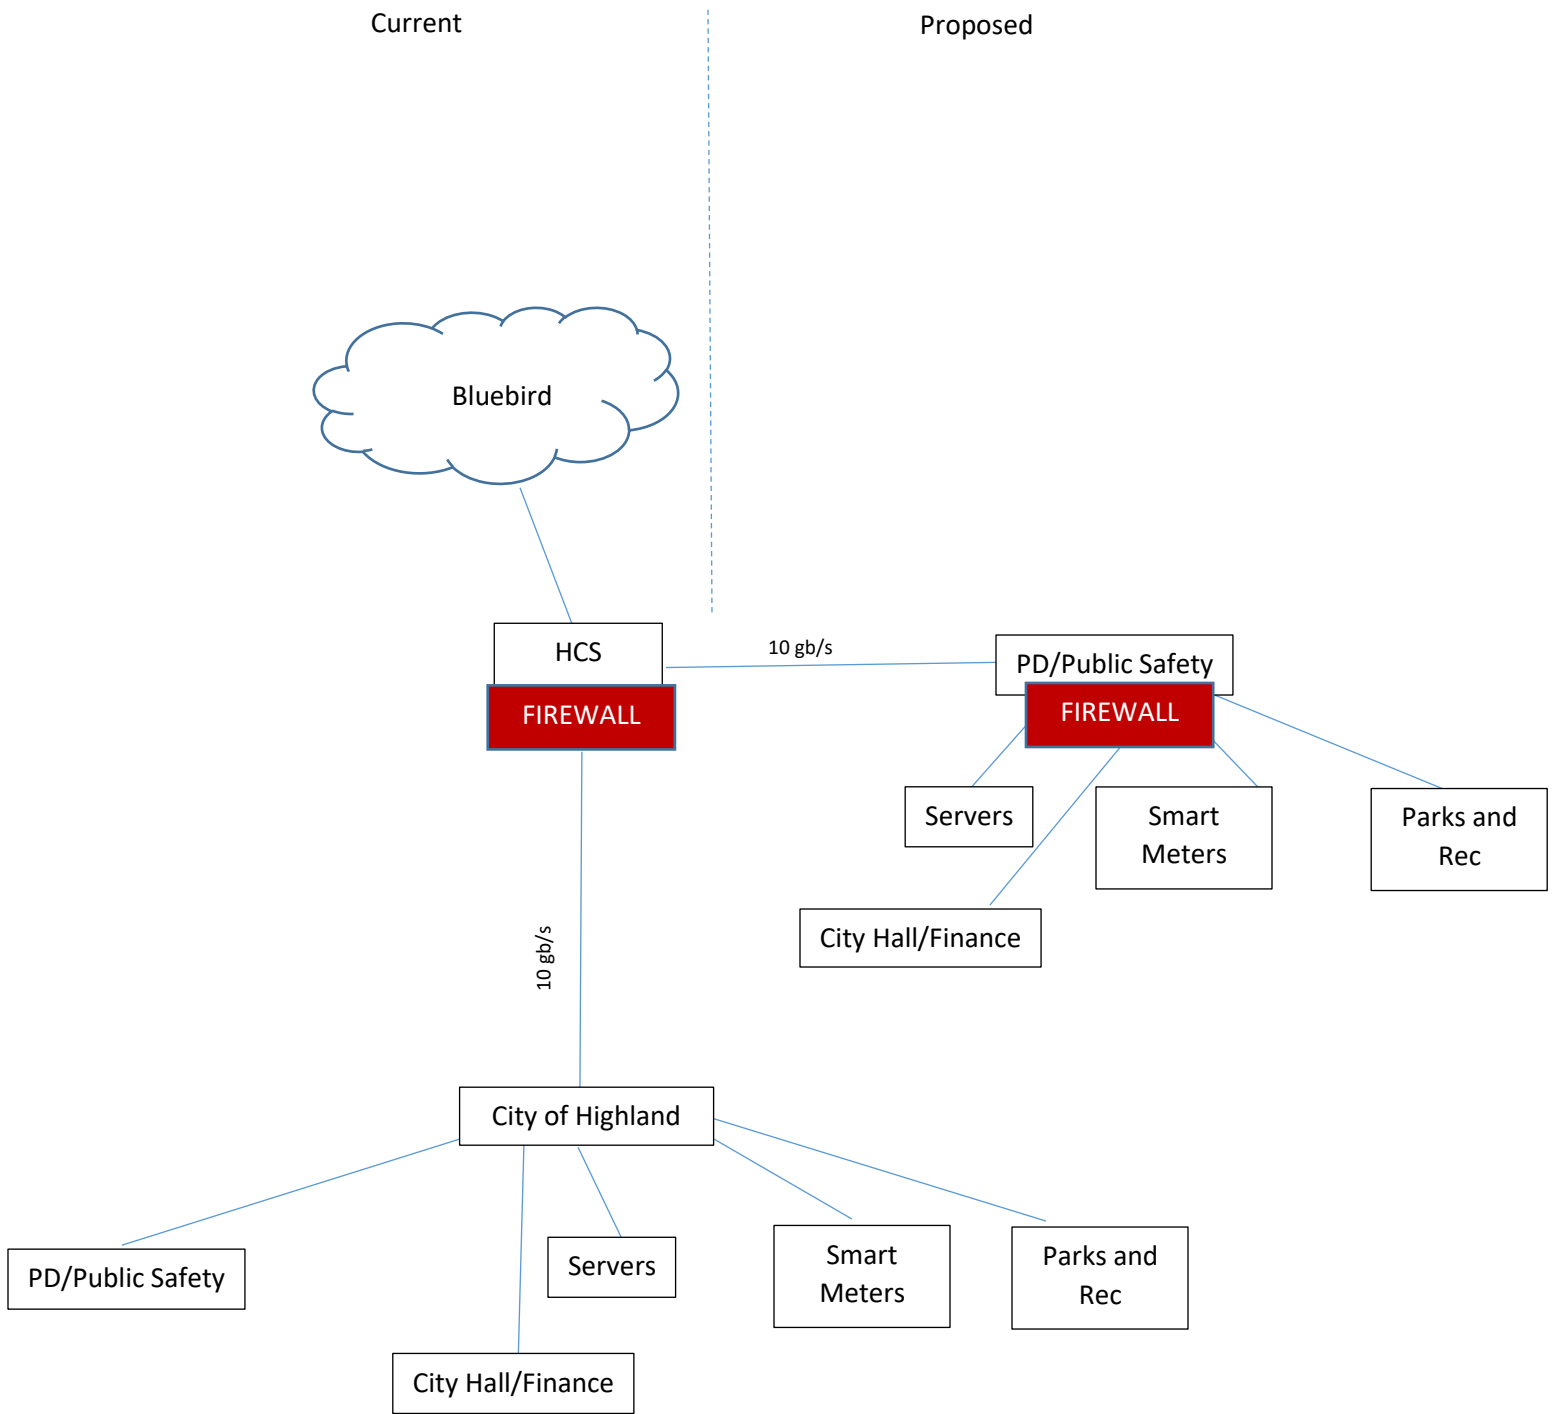 Current
Proposed
Bluebird
HCS
10 gb/s
PD/Public Safety
FIREWALL
FIREWALL
Servers
Smart
Meters
Parks and
Rec
City Hall/Finance
10 gb/s
City of Highland
PD/Public Safety
Servers
Smart
Meters
Parks and
Rec
City Hall/Finance